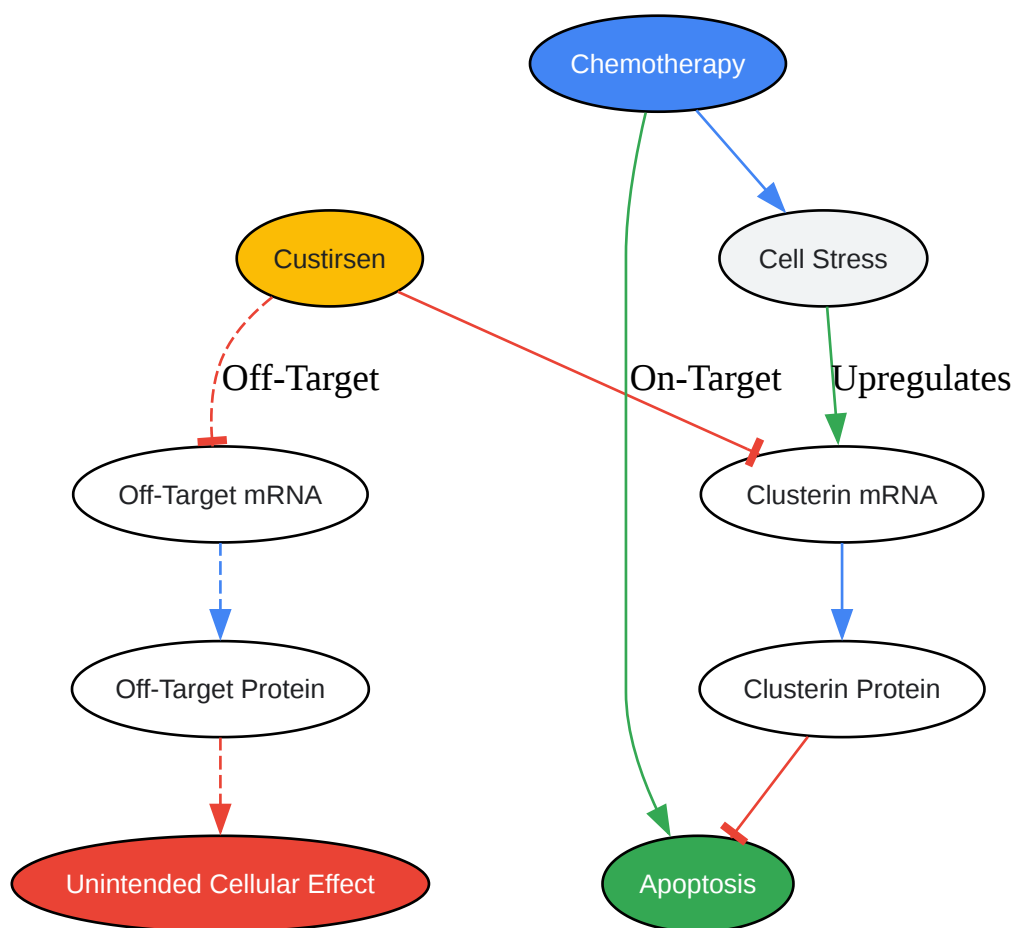 Chemotherapy
Custirsen
Cell Stress
Off-Target
On-Target
Upregulates
Off-Target mRNA
Clusterin mRNA
Off-Target Protein
Clusterin Protein
Unintended Cellular Effect
Apoptosis